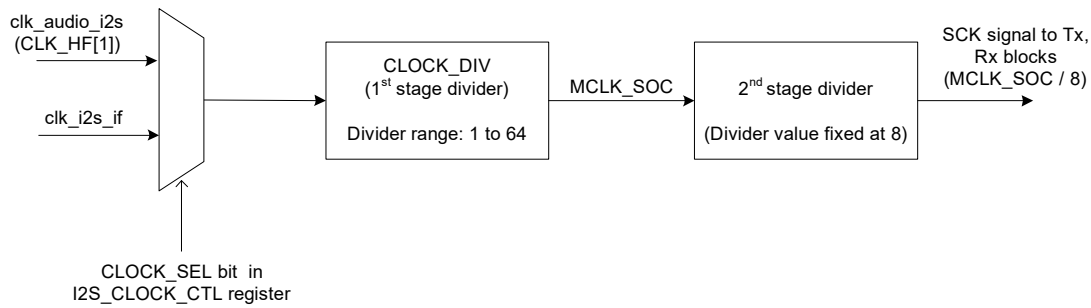 clk_audio_i2s
(CLK_HF[1])
clk_i2s_if
CLOCK_DIV
(1st stage divider)
Divider range: 1 to 64
MCLK_SOC
2nd stage divider
(Divider value fixed at 8)
SCK signal to Tx,
Rx blocks
(MCLK_SOC / 8)
CLOCK_SEL bit in
I2S_CLOCK_CTL register